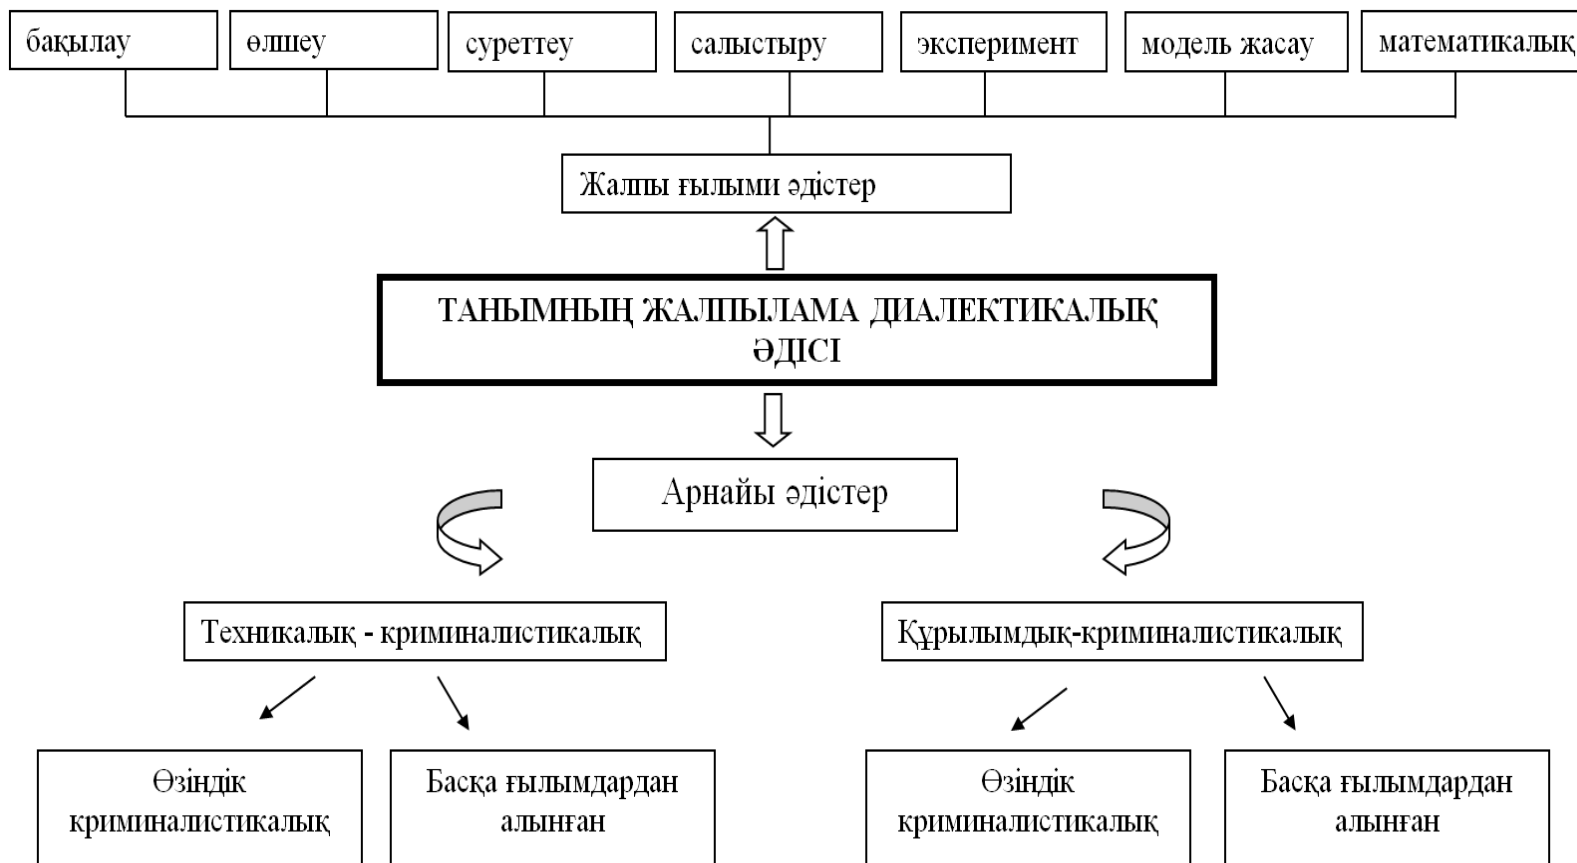 бақылау
өлшеу
суреттеу
салыстыру
эксперимент
модель жасау
математикалық
Жалпы ғылыми әдістер
ТАНЫМНЫҢ ЖАЛПЫЛАМА ДИАЛЕКТИКАЛЫҚ
ӘДІСІ
Арнайы әдістер
Техникалық - криминалистикалық
Құрылымдық-криминалистикалық
Өзіндік
криминалистикалық
Басқа ғылымдардан
алынған
Өзіндік
криминалистикалық
Басқа ғылымдардан
алынған